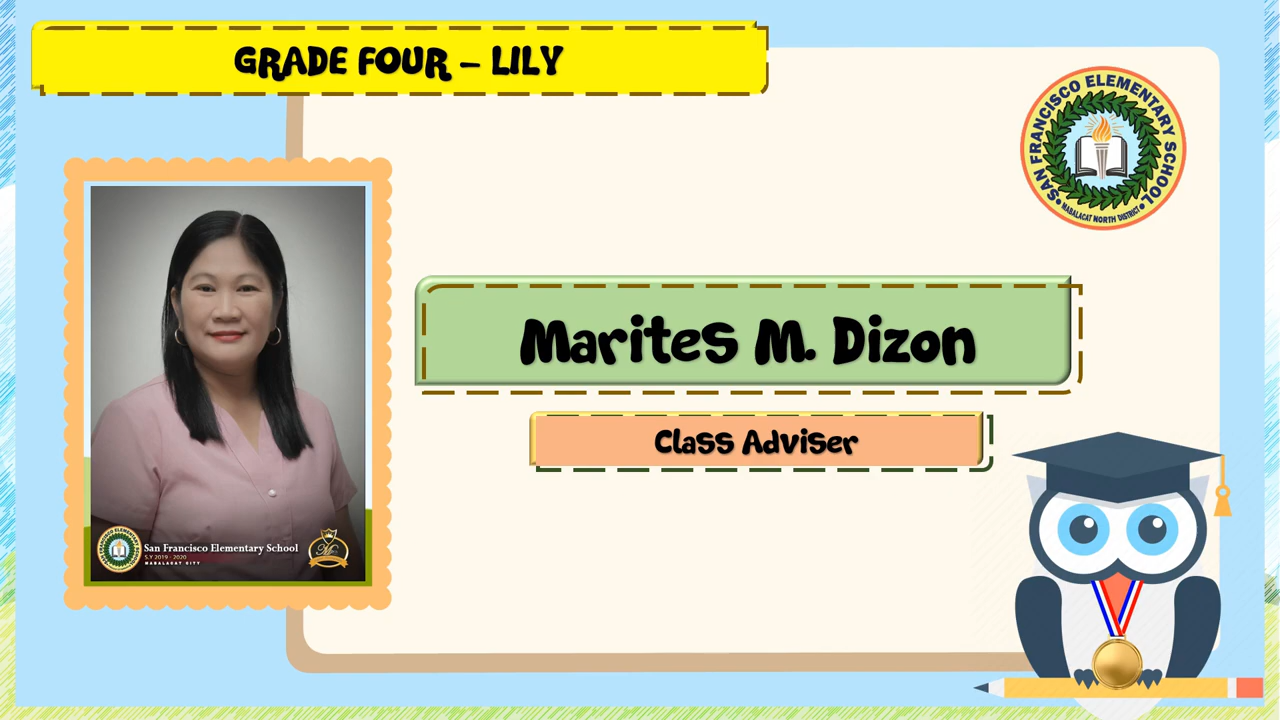 GRADE FOUR – LILY
SAN FRANCISCO ELEMENTARY SCHOOL
MABALACAT NORTH DISTRICT
Marites M. Dizon
Class Adviser
San Francisco Elementary School
S.Y 2019 - 2020
MABALACAT CITY